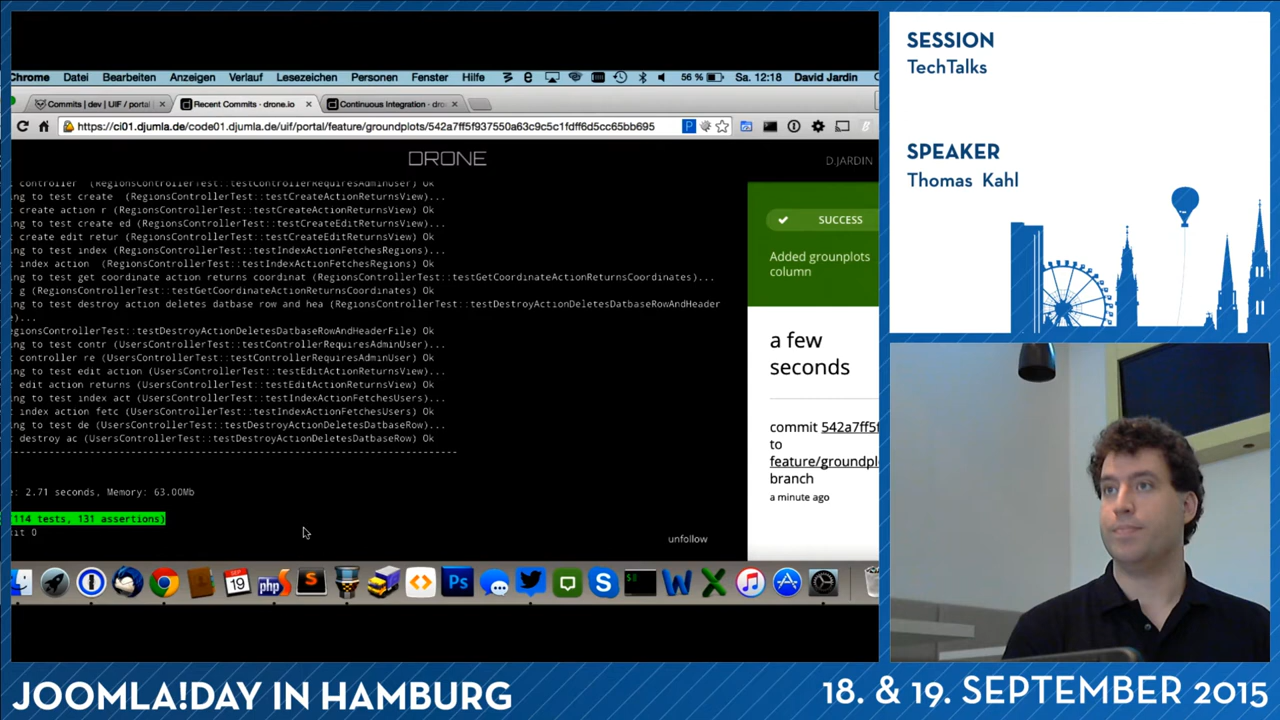 Chrome Datei Bearbeiten Anzeigen Verlauf Lesezeichen Personen Fenster Hilfe 56 % Sa. 12:18 David Jardin
Commits | dev | UIF / portal
Recent Commits · drone.io
Continuous Integration · dro
https://ci01.djumla.de/code01.djumla.de/uif/portal/feature/groundplots/542a7ff5f937550a63c9c5c1fdff6d5cc65bb695
DRONE
D.JARDIN
controller (RegionsControllerTest::testControllerRequiresAdminUser) Ok
ng to test create (RegionsControllerTest::testCreateActionReturnsView)...
create action r (RegionsControllerTest::testCreateActionReturnsView) Ok
ng to test create ed (RegionsControllerTest::testCreateEditReturnsView)...
create edit retur (RegionsControllerTest::testCreateEditReturnsView) Ok
ng to test index (RegionsControllerTest::testIndexActionFetchesRegions)...
index action (RegionsControllerTest::testIndexActionFetchesRegions) Ok
ng to test get coordinate action returns coordinat (RegionsControllerTest::testGetCoordinateActionReturnsCoordinates)...
g (RegionsControllerTest::testGetCoordinateActionReturnsCoordinates) Ok
ng to test destroy action deletes datbase row and hea (RegionsControllerTest::testDestroyActionDeletesDatbaseRowAndHeader
)...
egionsControllerTest::testDestroyActionDeletesDatbaseRowAndHeaderFile) Ok
ng to test contr (UsersControllerTest::testControllerRequiresAdminUser)...
controller re (UsersControllerTest::testControllerRequiresAdminUser) Ok
ng to test edit action (UsersControllerTest::testEditActionReturnsView)...
edit action returns (UsersControllerTest::testEditActionReturnsView) Ok
ng to test index act (UsersControllerTest::testIndexActionFetchesUsers)...
index action fetc (UsersControllerTest::testIndexActionFetchesUsers) Ok
ng to test de (UsersControllerTest::testDestroyActionDeletesDatbaseRow)...
destroy ac (UsersControllerTest::testDestroyActionDeletesDatbaseRow) Ok
: 2.71 seconds, Memory: 63.00Mb
114 tests, 131 assertions)
it 0
SUCCESS
Added grounplots
column
a few
seconds
commit 542a7ff5f
to
feature/groundplo
branch
a minute ago
unfollow
SEP
19
php
S
Ps
S
W
X
SESSION
TechTalks
SPEAKER
Thomas Kahl
JOOMLA!DAY IN HAMBURG
18. & 19. SEPTEMBER 2015